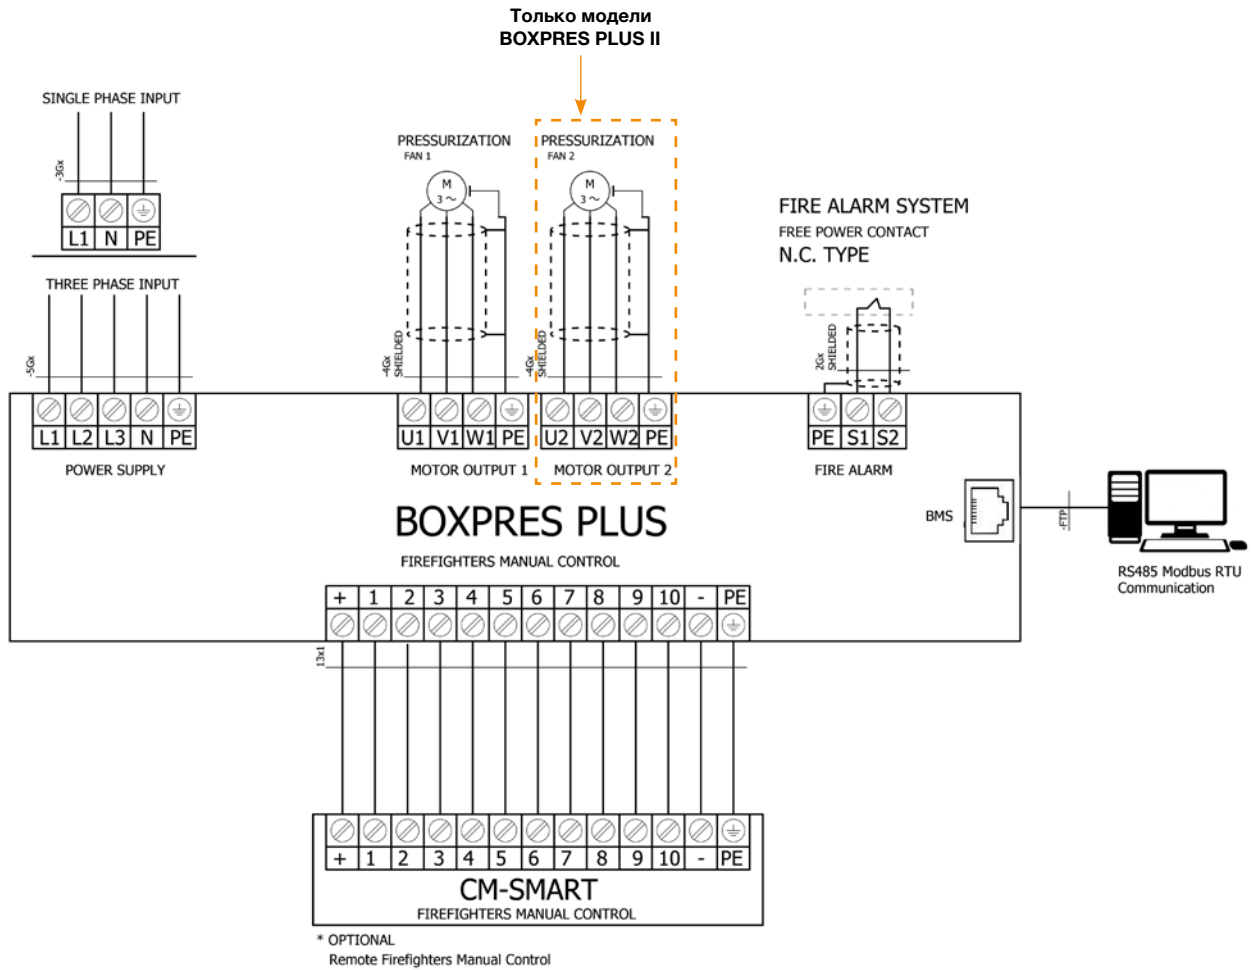 Только модели
BOXPRES PLUS II
SINGLE PHASE INPUT
-3Gx
L1 N PE
THREE PHASE INPUT
-5Gx
L1 L2 L3 N PE
POWER SUPPLY
PRESSURIZATION
FAN 1
M
3~
-4Gx
SHIELDED
U1 V1 W1 PE
MOTOR OUTPUT 1
PRESSURIZATION
FAN 2
M
3~
-4Gx
SHIELDED
U2 V2 W2 PE
MOTOR OUTPUT 2
FIRE ALARM SYSTEM
FREE POWER CONTACT
N.C. TYPE
2Gx
SHIELDED
PE S1 S2
FIRE ALARM
BMS
-FTP
RS485 Modbus RTU
Communication
BOXPRES PLUS
FIREFIGHTERS MANUAL CONTROL
+ 1 2 3 4 5 6 7 8 9 10 - PE
13x1
+ 1 2 3 4 5 6 7 8 9 10 - PE
CM-SMART
FIREFIGHTERS MANUAL CONTROL
* OPTIONAL
Remote Firefighters Manual Control